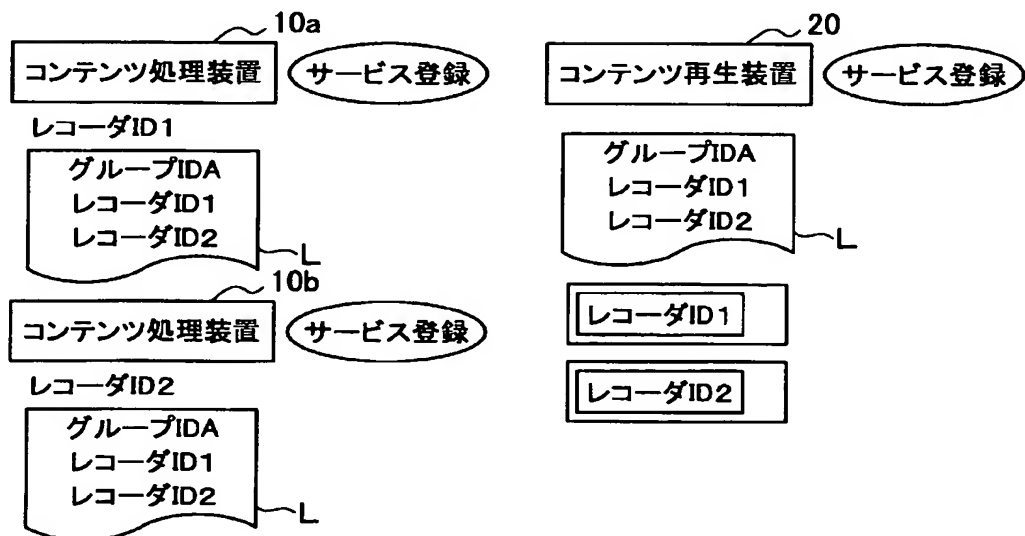 10a
コンテンツ処理装置
サービス登録
レコーダID1
グループIDA
レコーダID1
レコーダID2
L
10b
コンテンツ処理装置
サービス登録
レコーダID2
グループIDA
レコーダID1
レコーダID2
L
20
コンテンツ再生装置
サービス登録
グループIDA
レコーダID1
レコーダID2
L
レコーダID1
レコーダID2